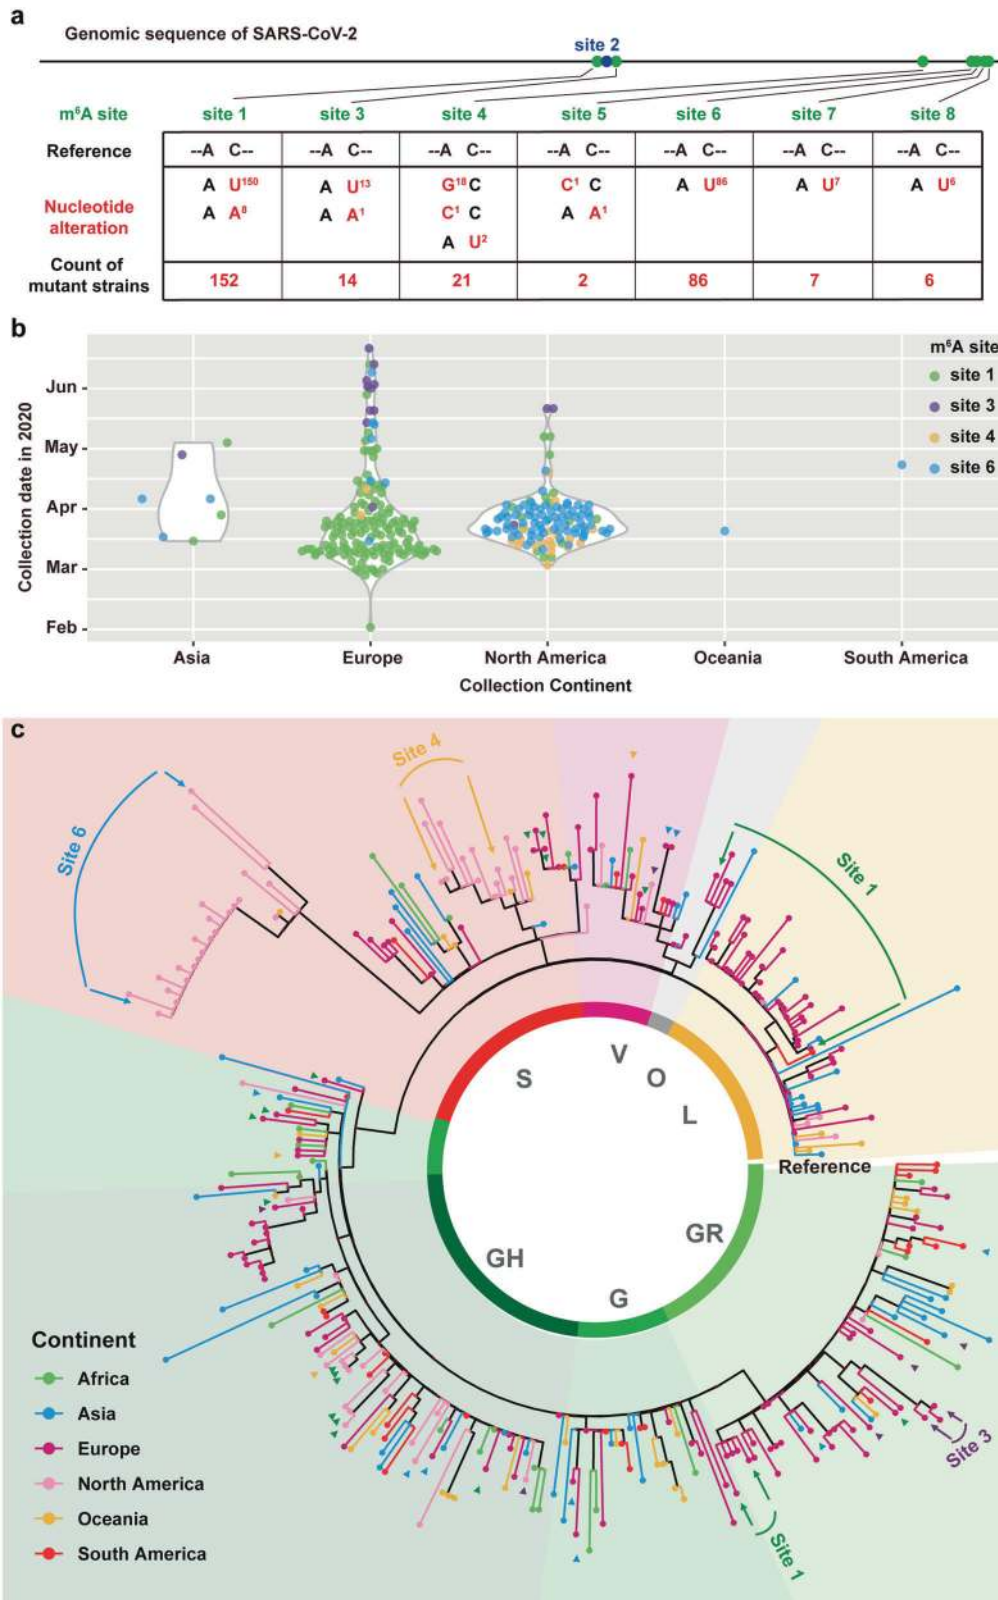 a
Genomic sequence of SARS-CoV-2
site 2
m⁶A site site 1 site 3 site 4 site 5 site 6 site 7 site 8
Reference --A C-- --A C-- --A C-- --A C-- --A C-- --A C-- --A C--
Nucleotide alteration
A U¹⁵⁰ A U¹³ G¹⁸ C C¹ C A U⁸⁶ A U⁷ A U⁶
A A⁸ A A¹ C¹ C A A¹
A U²
Count of
mutant strains 152 14 21 2 86 7 6
b
m⁶A site
site 1
site 3
site 4
site 6
Collection date in 2020
Jun
May
Apr
Mar
Feb
Asia Europe North America Oceania South America
Collection Continent
c
Site 4
Site 6
Site 1
V
S
O
L
Reference
GR
GH
G
Site 3
Site 1
Continent
Africa
Asia
Europe
North America
Oceania
South America